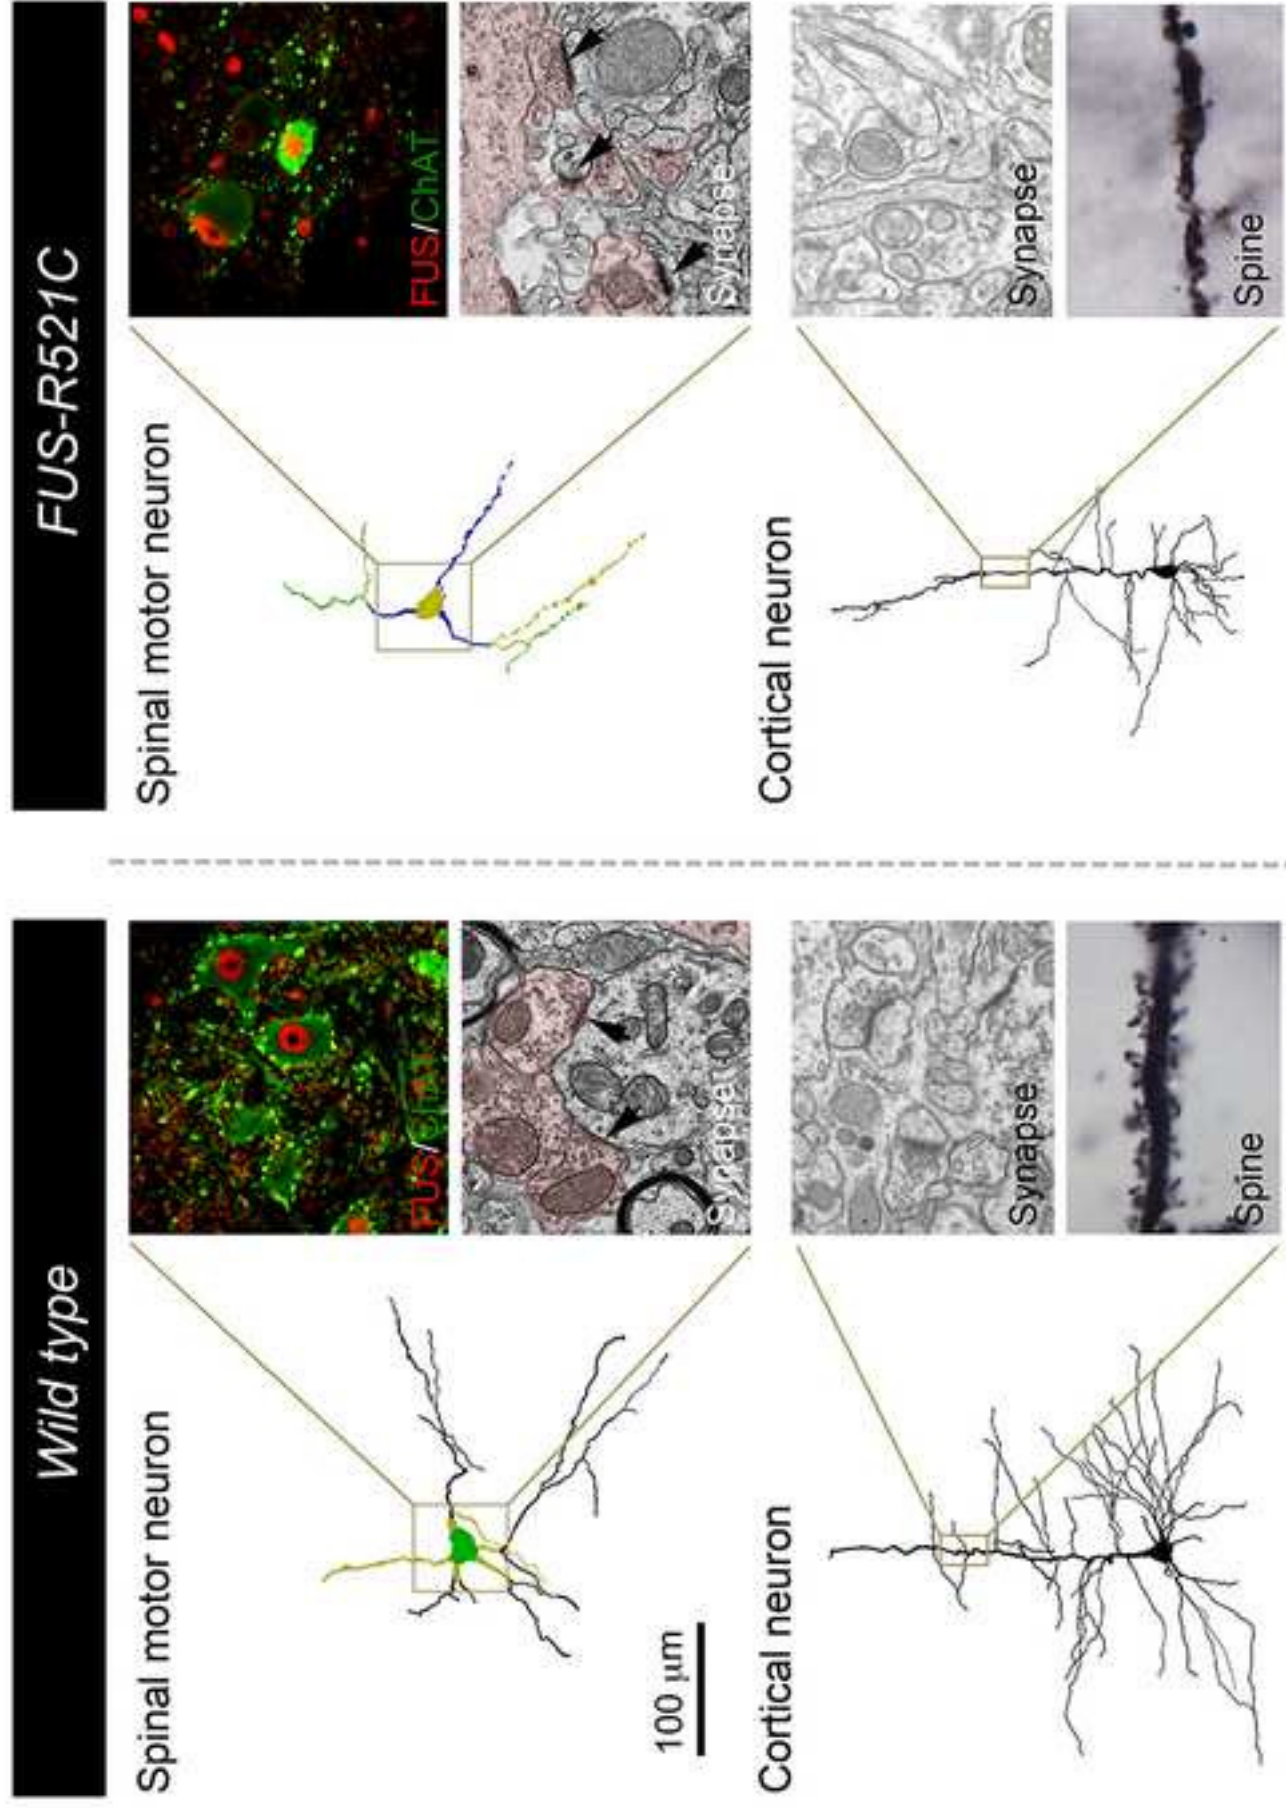 Wild type
Spinal motor neuron
FUS/ChAT
Synapse
100 μm
Cortical neuron
Synapse
Spine
FUS-R521C
Spinal motor neuron
FUS/ChAT
Synapse
Cortical neuron
Synapse
Spine